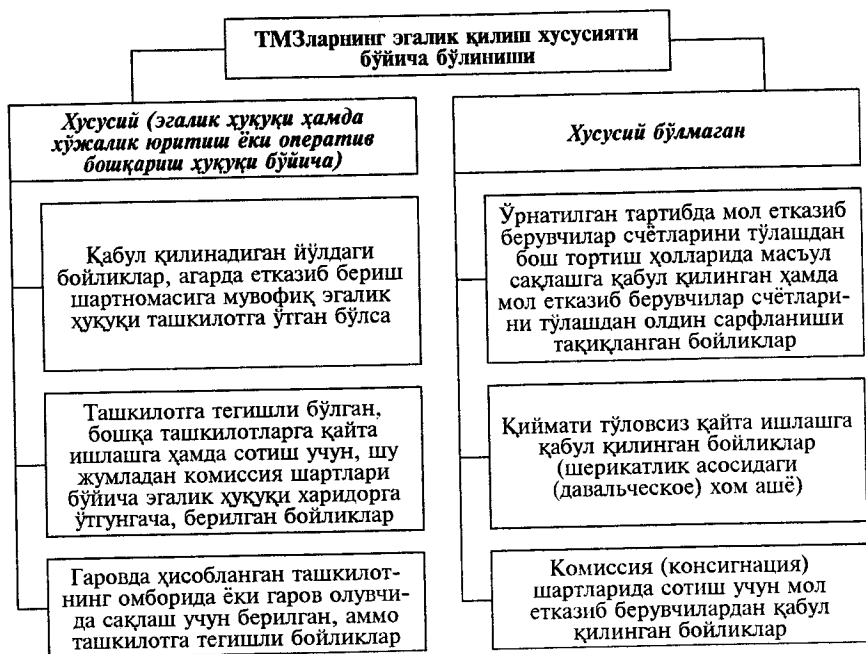 ТМЗларнинг эгалик қилиш хусусияти
бўйича бўлиниши
Хусусий (эгалик ҳуқуқи ҳамда
хўжалик юритиш ёки оператив
бошқариш ҳуқуқи бўйича)
Қабул қилинадиган йўлдаги
бойликлар, агарда етказиб бериш
шартномасига мувофиқ эгалик
ҳуқуқи ташкилотга ўтган бўлса
Ташкилотга тегишли бўлган,
бошқа ташкилотларга қайта
ишлашга ҳамда сотиш учун, шу
жумладан комиссия шартлари
бўйича эгалик ҳуқуқи харидорга
ўтгунгача, берилган бойликлар
Гаровда ҳисобланган ташкилот-
нинг омборида ёки гаров олувчи-
да сақлаш учун берилган, аммо
ташкилотга тегишли бойликлар
Хусусий бўлмаган
Ўрнатилган тартибда мол етказиб
берувчилар счётларини тўлашдан
бош тортиш ҳолларида масъул
сақлашга қабул қилинган ҳамда
мол етказиб берувчилар счётлари-
ни тўлашдан олдин сарфланиши
тақиқланган бойликлар
Қиймати тўловсиз қайта ишлашга
қабул қилинган бойликлар
(шерикатлик асосидаги
(давальческое) хом ашё)
Комиссия (консигнация)
шартларида сотиш учун мол
етказиб берувчилардан қабул
қилинган бойликлар